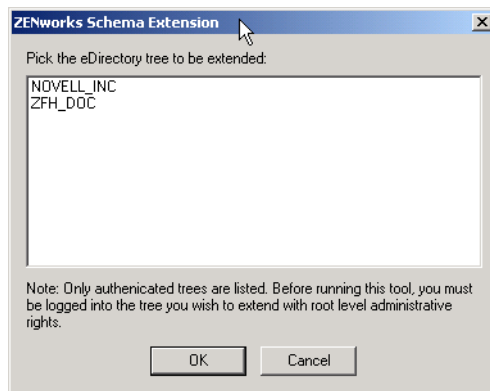 ZENworks Schema Extension
Pick the eDirectory tree to be extended:
NOVELL_INC
ZFH_DOC
Note: Only authenicated trees are listed. Before running this tool, you must
be logged into the tree you wish to extend with root level administrative
rights.
OK
Cancel